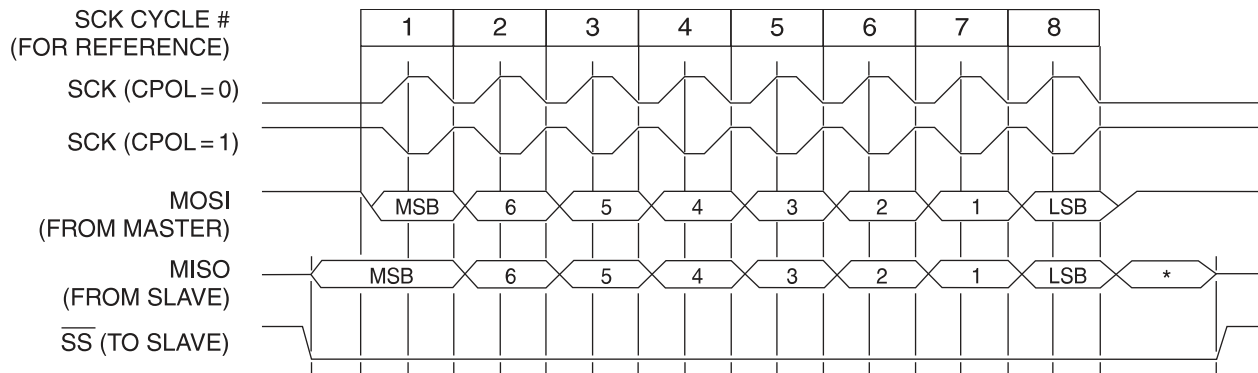 SCK CYCLE # 1 2 3 4 5 6 7 8
(FOR REFERENCE)
SCK (CPOL = 0)
SCK (CPOL = 1)
MOSI MSB 6 5 4 3 2 1 LSB
(FROM MASTER)
MISO MSB 6 5 4 3 2 1 LSB *
(FROM SLAVE)
SS (TO SLAVE)